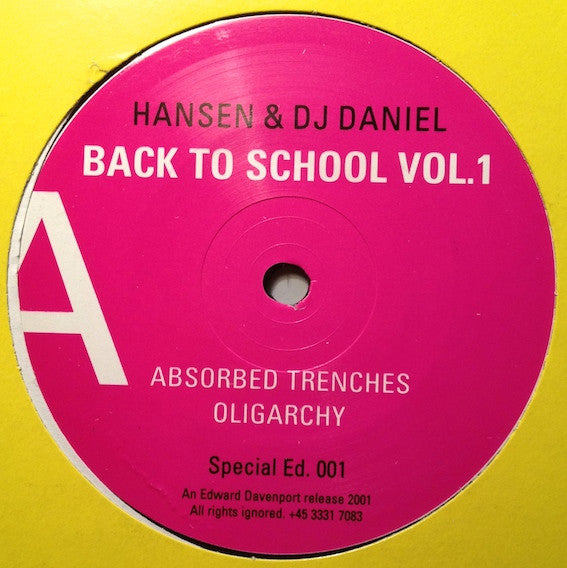 HANSEN & DJ DANIEL
BACK TO SCHOOL VOL.1
A
ABSORBED TRENCHES
OLIGARCHY
Special Ed. 001
An Edward Davenport release 2001
All rights ignored. +45 3331 7083